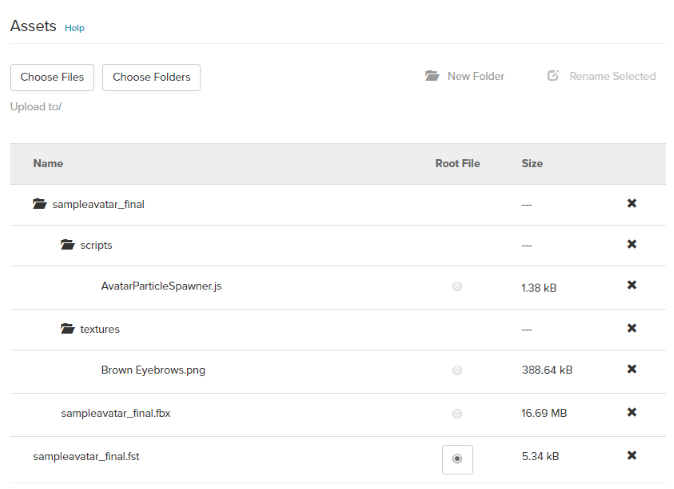 Assets Help
Choose Files Choose Folders New Folder Rename Selected
Upload to/
Name Root File Size
sampleavatar_final ---
scripts ---
AvatarParticleSpawner.js 1.38 kB
textures ---
Brown Eyebrows.png 388.64 kB
sampleavatar_final.fbx 16.69 MB
sampleavatar_final.fst 5.34 kB